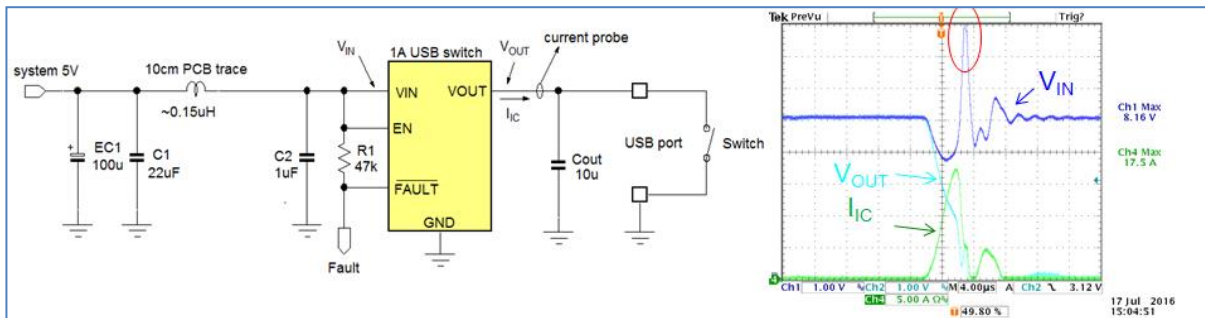 system 5V
10cm PCB trace
~0.15uH
+
EC1
100u
C1
22uF
C2
1uF
R1
47k
Fault
VIN
1A USB switch
VOUT
current probe
VIN
VOUT
EN
FAULT
GND
IIC
Cout
10u
USB port
Switch
Tek PreVu
Trig?
T
VIN
VOUT
IIC
Ch1 Max
8.16 V
Ch4 Max
17.5 A
4
Ch1 1.00 V Ch2 1.00 V M 4.00µs A Ch2 3.12 V
Ch4 5.00 A Ω
T 49.80 %
17 Jul 2016
15:04:51